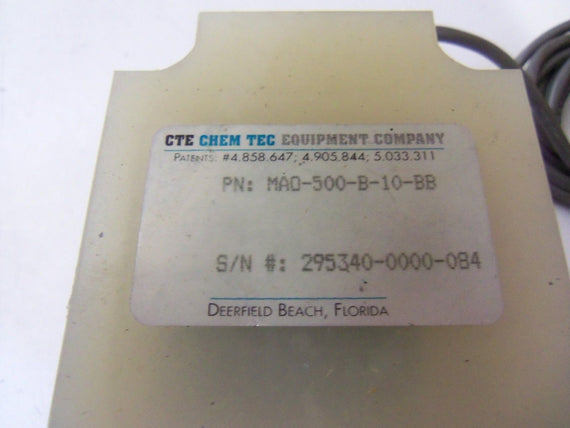 CTE CHEM TEC EQUIPMENT COMPANY
PATENTS: #4.858.647; 4.905.844; 5.033.311
PN: MAO-500-B-10-BB
S/N #: 295340-0000-084
DEERFIELD BEACH, FLORIDA